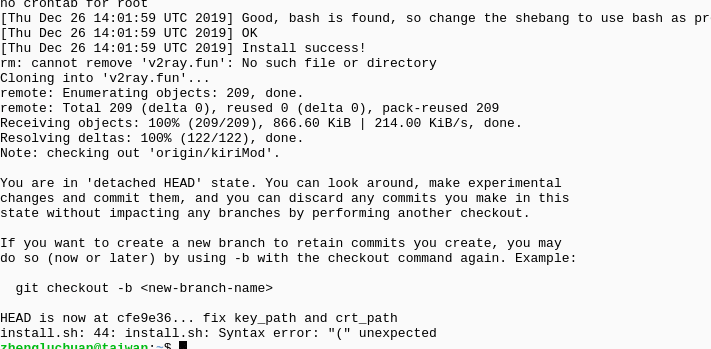 no crontab for root
[Thu Dec 26 14:01:59 UTC 2019] Good, bash is found, so change the shebang to use bash as pr
[Thu Dec 26 14:01:59 UTC 2019] OK
[Thu Dec 26 14:01:59 UTC 2019] Install success!
rm: cannot remove 'v2ray.fun': No such file or directory
Cloning into 'v2ray.fun'...
remote: Enumerating objects: 209, done.
remote: Total 209 (delta 0), reused 0 (delta 0), pack-reused 209
Receiving objects: 100% (209/209), 866.60 KiB | 214.00 KiB/s, done.
Resolving deltas: 100% (122/122), done.
Note: checking out 'origin/kiriMod'.

You are in 'detached HEAD' state. You can look around, make experimental
changes and commit them, and you can discard any commits you make in this
state without impacting any branches by performing another checkout.

If you want to create a new branch to retain commits you create, you may
do so (now or later) by using -b with the checkout command again. Example:

  git checkout -b <new-branch-name>

HEAD is now at cfe9e36... fix key_path and crt_path
install.sh: 44: install.sh: Syntax error: "(" unexpected
zhengluchuan@taiwan:~$